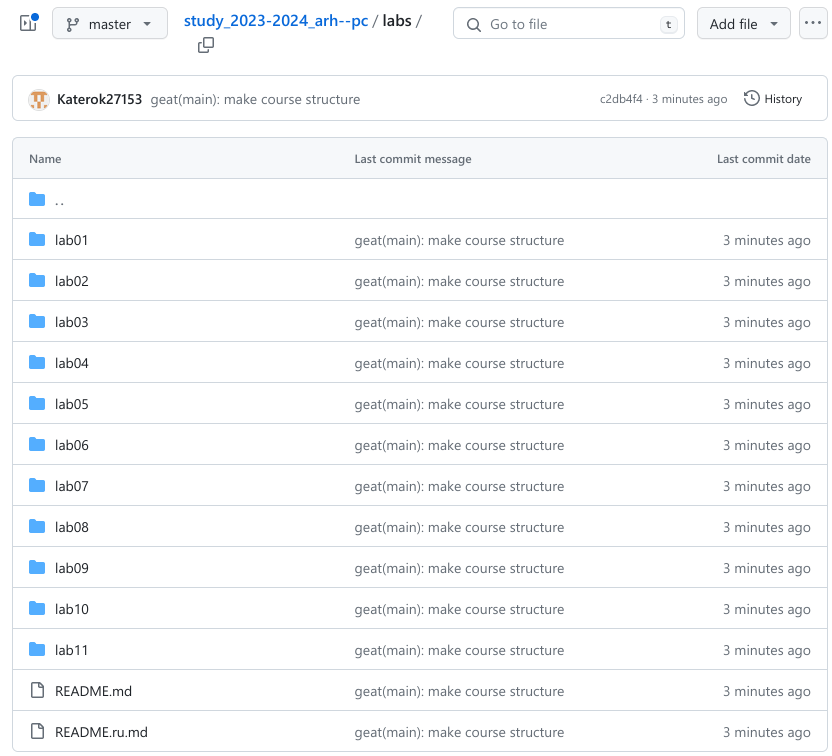 master study_2023-2024_arh--pc / labs / Go to file t Add file
Katerok27153 geat(main): make course structure c2db4f4 · 3 minutes ago History
Name Last commit message Last commit date
..
lab01 geat(main): make course structure 3 minutes ago
lab02 geat(main): make course structure 3 minutes ago
lab03 geat(main): make course structure 3 minutes ago
lab04 geat(main): make course structure 3 minutes ago
lab05 geat(main): make course structure 3 minutes ago
lab06 geat(main): make course structure 3 minutes ago
lab07 geat(main): make course structure 3 minutes ago
lab08 geat(main): make course structure 3 minutes ago
lab09 geat(main): make course structure 3 minutes ago
lab10 geat(main): make course structure 3 minutes ago
lab11 geat(main): make course structure 3 minutes ago
README.md geat(main): make course structure 3 minutes ago
README.ru.md geat(main): make course structure 3 minutes ago